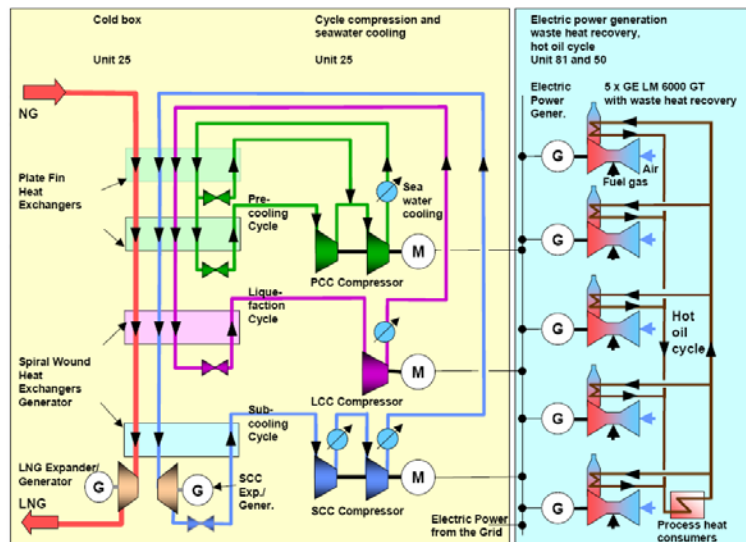 Cold box
Unit 25
Cycle compression and
seawater cooling
Unit 25
Electric power generation
waste heat recovery,
hot oil cycle
Unit 81 and 50
Electric
Power
Gener.
5 x GE LM 6000 GT
with waste heat recovery
NG
Plate Fin
Heat
Exchangers
Pre-
cooling
Cycle
Sea
water
cooling
M
PCC Compressor
Lique-
faction
Cycle
M
LCC Compressor
Spiral Wound
Heat
Exchangers
Generator
Sub-
cooling
Cycle
LNG Expander/
Generator
G
G
SCC
Exp./
Gener.
M
SCC Compressor
LNG
Electric Power
from the Grid
G
Air
Fuel gas
G
G
Hot
oil
cycle
G
G
Process heat
consumers